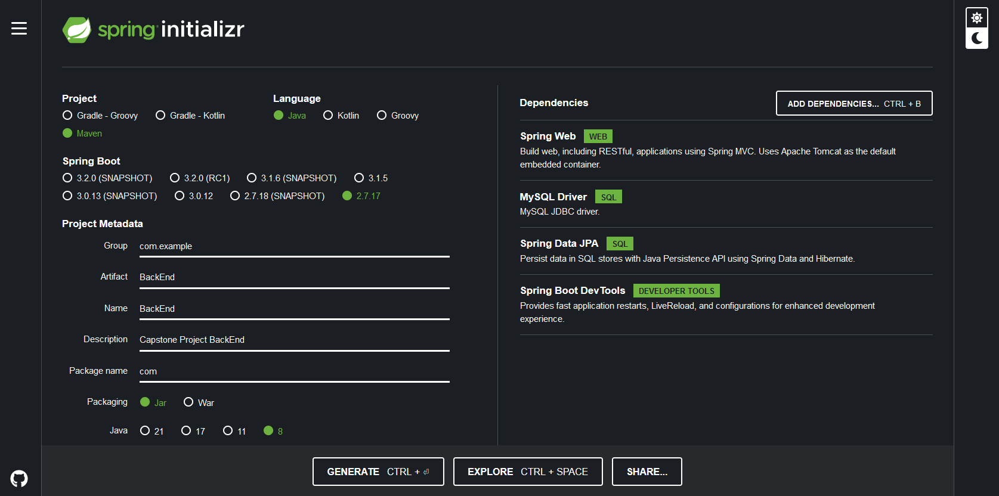 spring initializr
Project
Gradle - Groovy Gradle - Kotlin
Maven
Language
Java Kotlin Groovy
Spring Boot
3.2.0 (SNAPSHOT) 3.2.0 (RC1) 3.1.6 (SNAPSHOT) 3.1.5
3.0.13 (SNAPSHOT) 3.0.12 2.7.18 (SNAPSHOT) 2.7.17
Project Metadata
Group com.example
Artifact BackEnd
Name BackEnd
Description Capstone Project BackEnd
Package name com
Packaging Jar War
Java 21 17 11 8
Dependencies ADD DEPENDENCIES... CTRL + B
Spring Web WEB
Build web, including RESTful, applications using Spring MVC. Uses Apache Tomcat as the default
embedded container.
MySQL Driver SQL
MySQL JDBC driver.
Spring Data JPA SQL
Persist data in SQL stores with Java Persistence API using Spring Data and Hibernate.
Spring Boot DevTools DEVELOPER TOOLS
Provides fast application restarts, LiveReload, and configurations for enhanced development
experience.
GENERATE CTRL + ⏎ EXPLORE CTRL + SPACE SHARE...